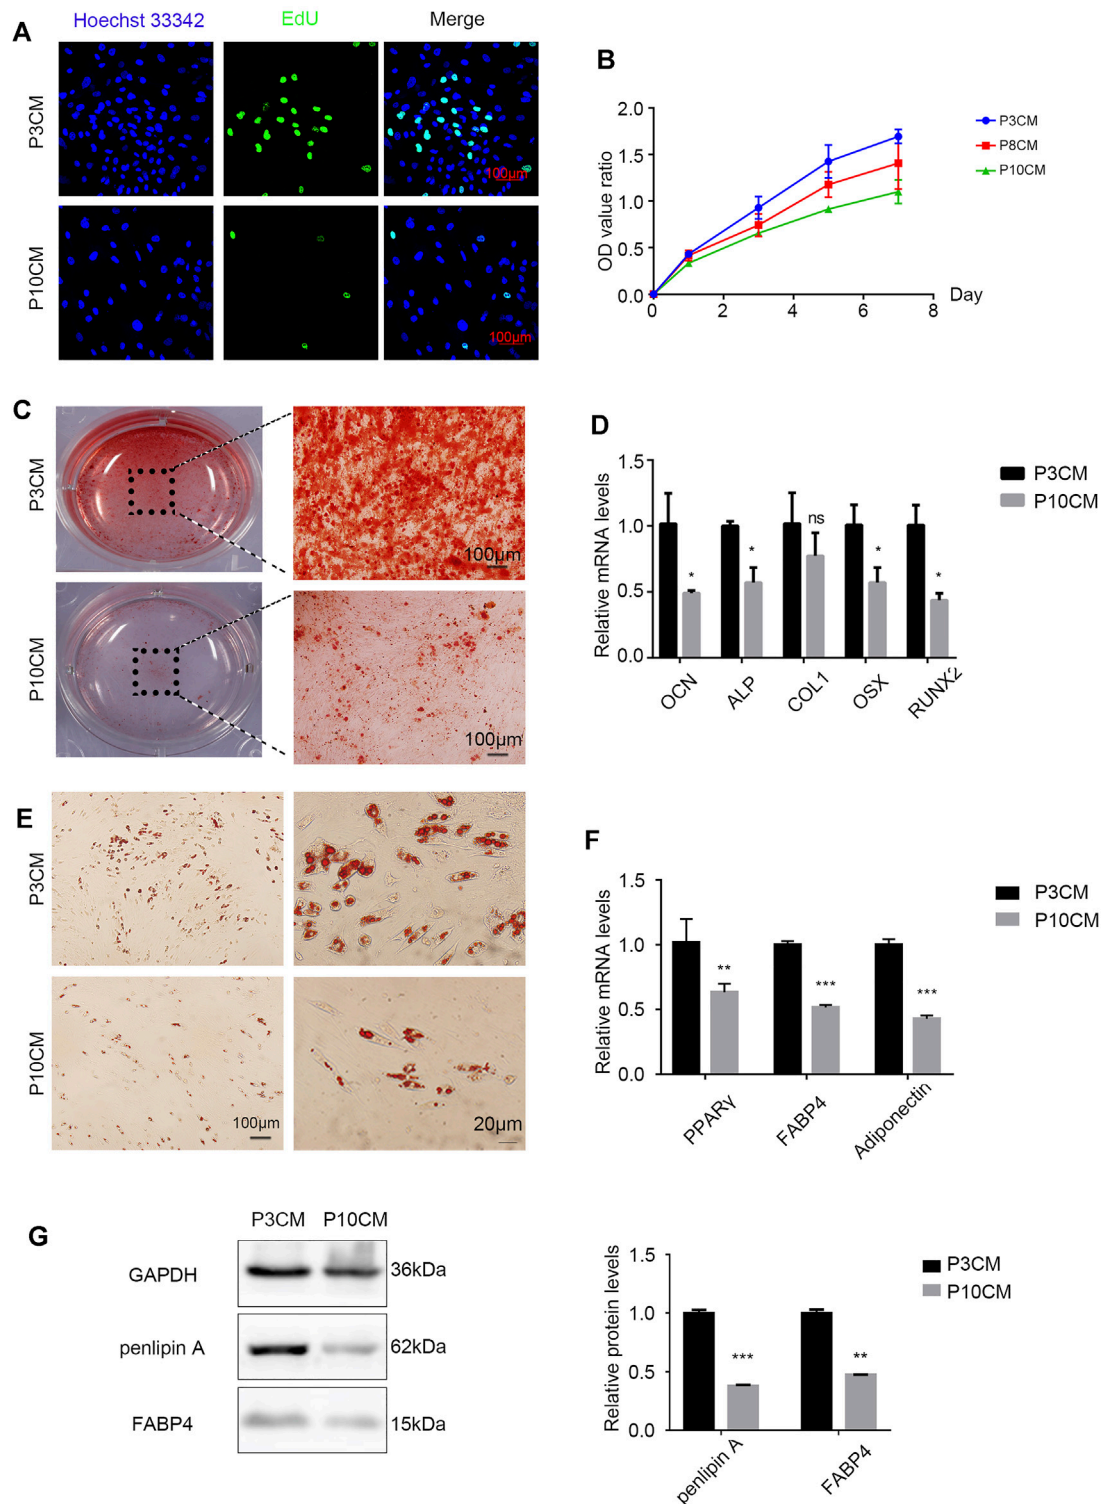 A
Hoechst 33342
EdU
Merge
P3CM
100µm
P10CM
100µm
B
OD value ratio
2.0
1.5
1.0
0.5
0.0
0
2
4
6
8
Day
P3CM
P8CM
P10CM
C
P3CM
100µm
P10CM
100µm
D
Relative mRNA levels
1.5
1.0
0.5
0.0
*
*
ns
*
*
OCN
ALP
COL1
OSX
RUNX2
P3CM
P10CM
E
P3CM
P10CM
100µm
20µm
F
Relative mRNA levels
1.5
1.0
0.5
0.0
**
***
***
PPARγ
FABP4
Adiponectin
P3CM
P10CM
G
P3CM P10CM
GAPDH 36kDa
penlipin A 62kDa
FABP4 15kDa
Relative protein levels
1.5
1.0
0.5
0.0
***
**
penlipin A
FABP4
P3CM
P10CM